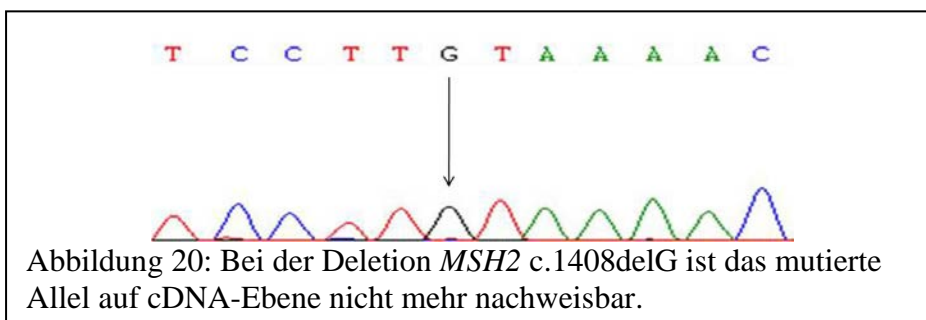 T C C T T G T A A A A C
Abbildung 20: Bei der Deletion MSH2 c.1408delG ist das mutierte
Allel auf cDNA-Ebene nicht mehr nachweisbar.